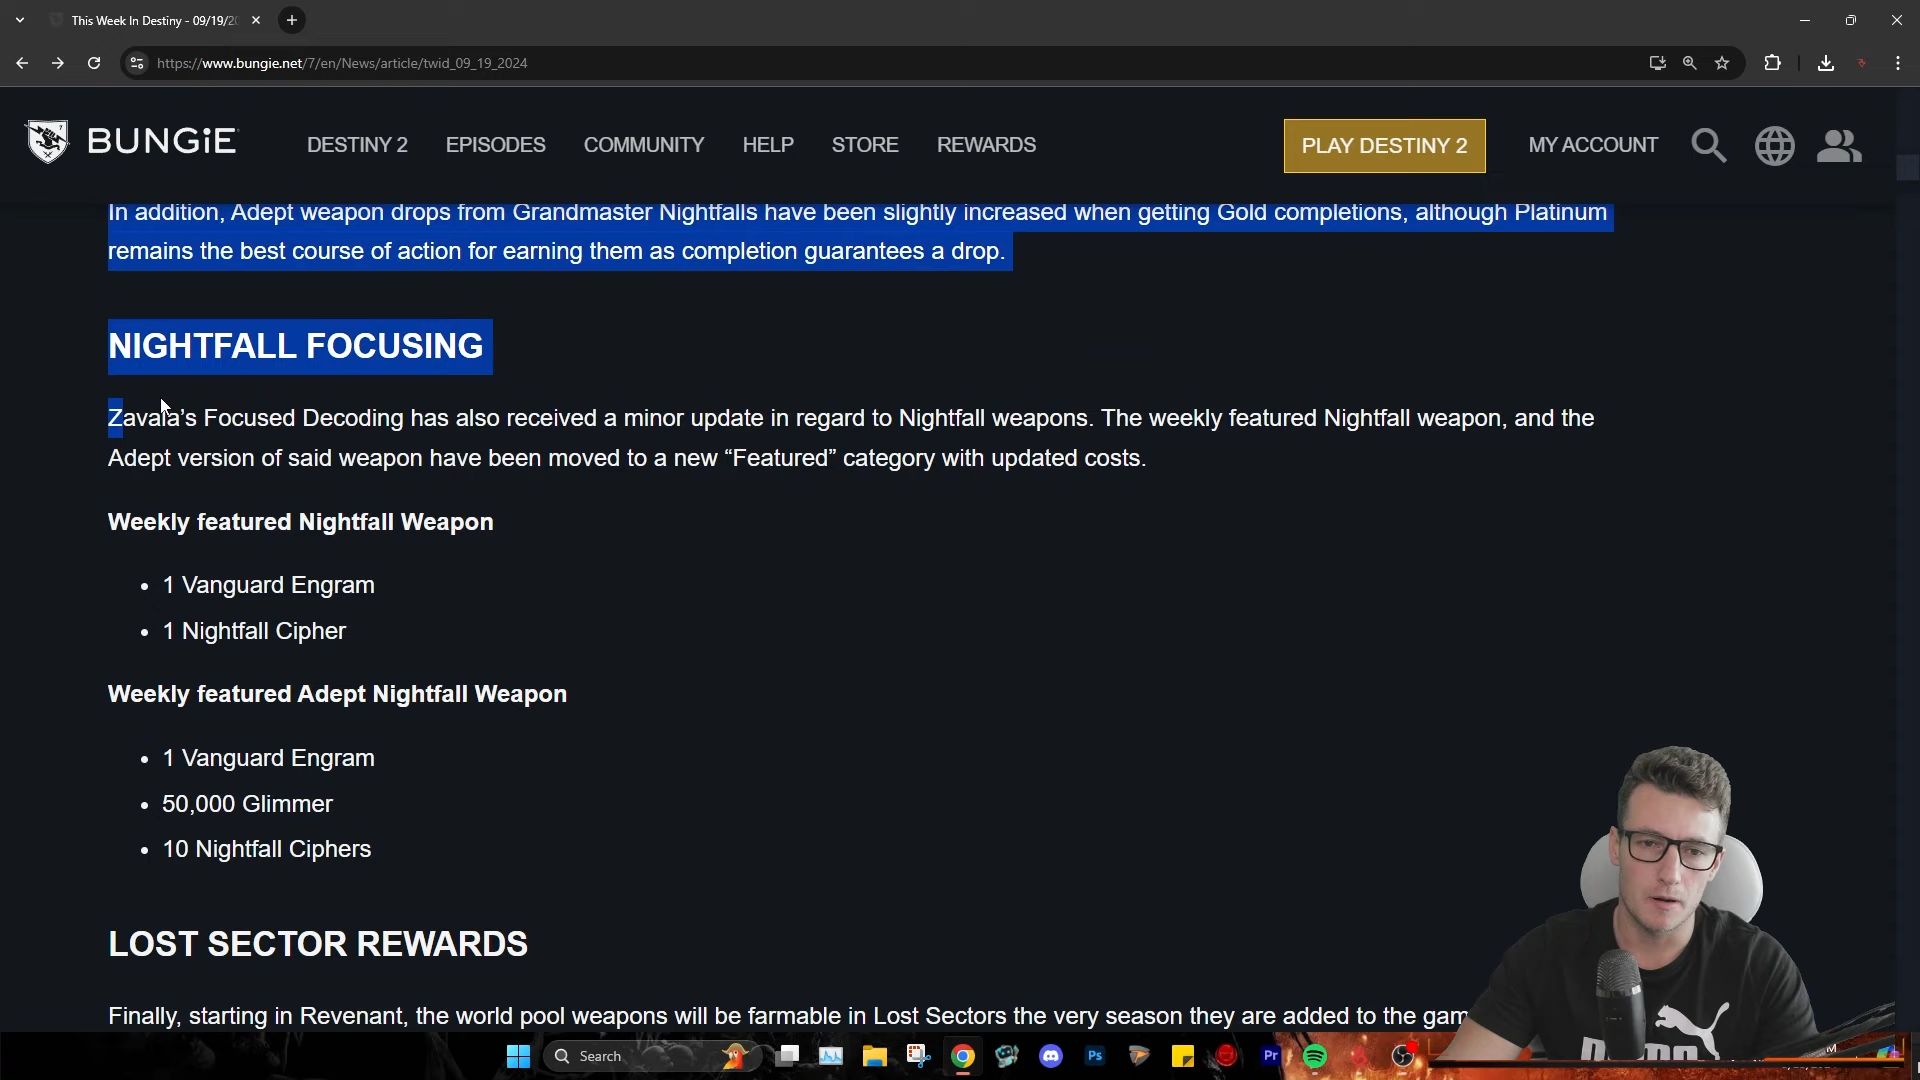 This Week In Destiny - 09/19/20
https://www.bungie.net/7/en/News/article/twid_09_19_2024
BUNGiE
DESTINY 2
EPISODES
COMMUNITY
HELP
STORE
REWARDS
PLAY DESTINY 2
MY ACCOUNT
In addition, Adept weapon drops from Grandmaster Nightfalls have been slightly increased when getting Gold completions, although Platinum
remains the best course of action for earning them as completion guarantees a drop.
NIGHTFALL FOCUSING
Zavala’s Focused Decoding has also received a minor update in regard to Nightfall weapons. The weekly featured Nightfall weapon, and the
Adept version of said weapon have been moved to a new “Featured” category with updated costs.
Weekly featured Nightfall Weapon
• 1 Vanguard Engram
• 1 Nightfall Cipher
Weekly featured Adept Nightfall Weapon
• 1 Vanguard Engram
• 50,000 Glimmer
• 10 Nightfall Ciphers
LOST SECTOR REWARDS
Finally, starting in Revenant, the world pool weapons will be farmable in Lost Sectors the very season they are added to the gam
Search
Ps
Pr